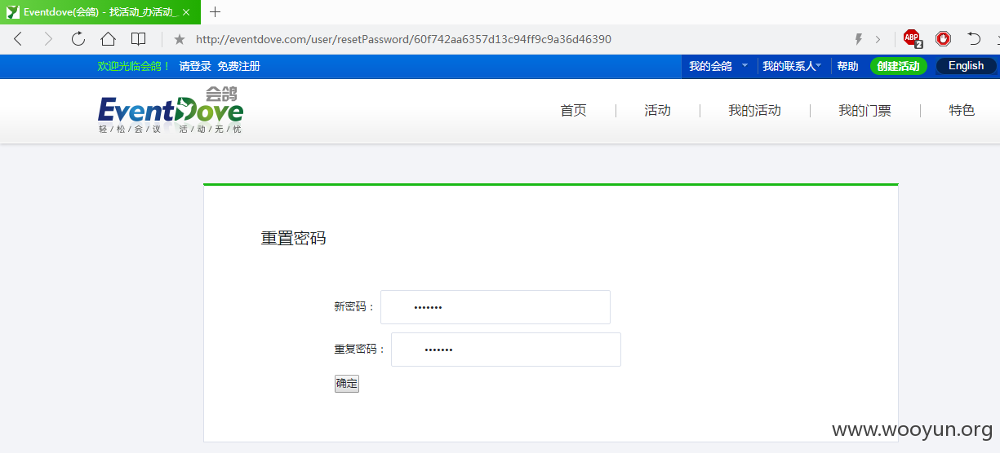 Eventdove(会鸽) - 找活动_办活动_
http://eventdove.com/user/resetPassword/60f742aa6357d13c94ff9c9a36d46390
ABP
2
欢迎光临会鸽！ 请登录 免费注册 我的会鸽 我的联系人 帮助 创建活动 English
会鸽
EventDove
轻/松/会/议 活/动/无/忧
首页 活动 我的活动 我的门票 特色
重置密码
新密码： •••••••
重复密码： •••••••
确定
www.wooyun.org